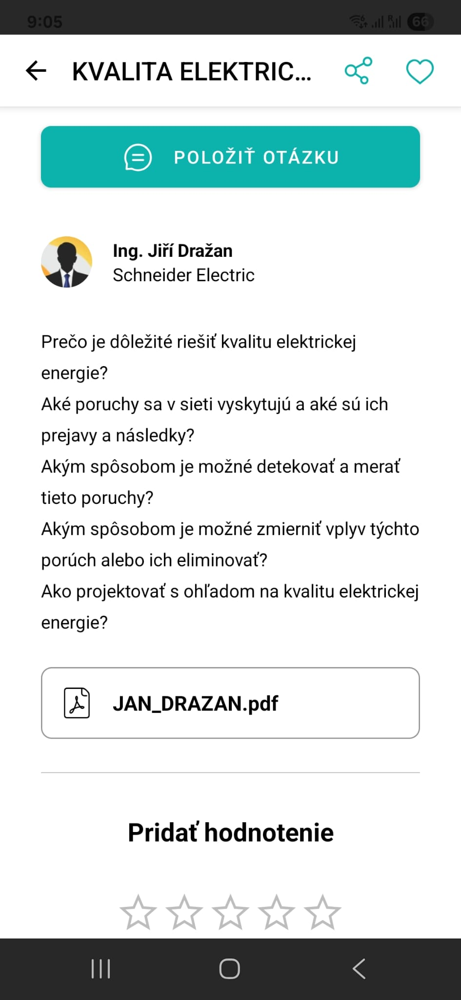 9:05
6
R
66
KVALITA ELEKTRIC...
POLOŽIŤ OTÁZKU
Ing. Jiří Dražan
Schneider Electric
Prečo je dôležité riešiť kvalitu elektrickej
energie?
Aké poruchy sa v sieti vyskytujú a aké sú ich
prejavy a následky?
Akým spôsobom je možné detekovať a merať
tieto poruchy?
Akým spôsobom je možné zmierniť vplyv týchto
porúch alebo ich eliminovať?
Ako projektovať s ohľadom na kvalitu elektrickej
energie?
JAN_DRAZAN.pdf
Pridať hodnotenie